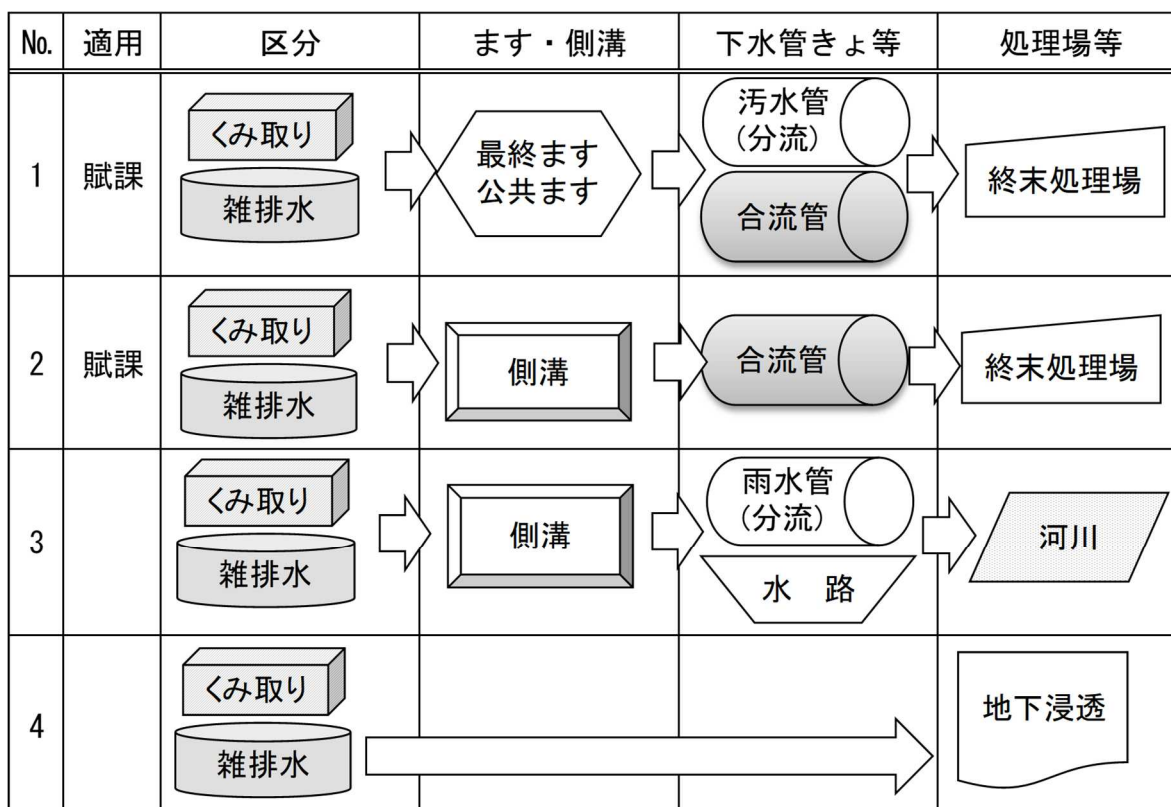 No.
適用
区分
ます・側溝
下水管きょ等
処理場等
1
賦課
くみ取り
雑排水
最終ます
公共ます
汚水管
(分流)
合流管
終末処理場
2
賦課
くみ取り
雑排水
側溝
合流管
終末処理場
3
くみ取り
雑排水
側溝
雨水管
(分流)
水　路
河川
4
くみ取り
雑排水
地下浸透